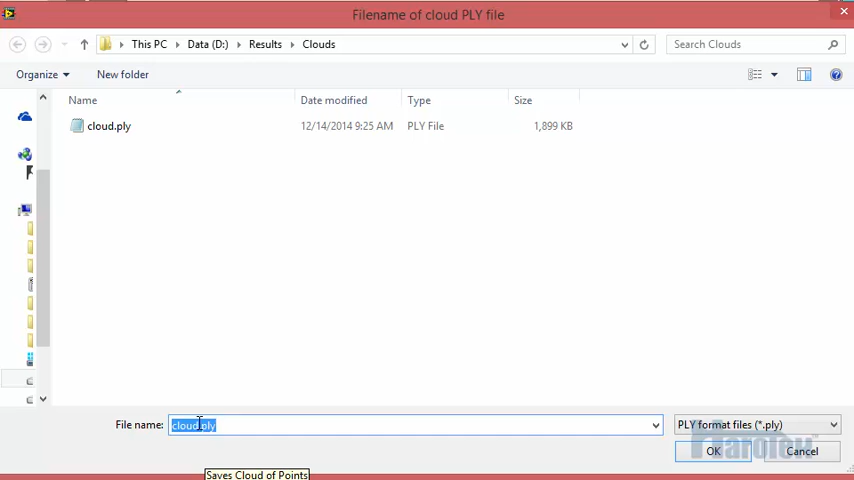 Filename of cloud PLY file
This PC Data (D:) Results Clouds
Search Clouds
Organize New folder
Name Date modified Type Size
cloud.ply 12/14/2014 9:25 AM PLY File 1,899 KB
File name: cloud.ply PLY format files (*.ply)
HaroTek
OK Cancel
Saves Cloud of Points